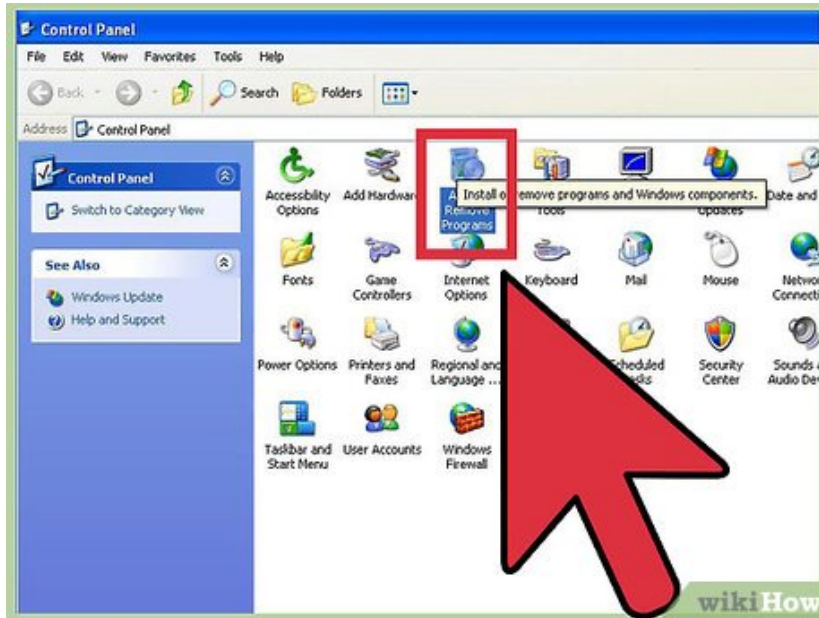 Control Panel
File Edit View Favorites Tools Help
Back Search Folders
Address Control Panel
Control Panel
Switch to Category View
See Also
Windows Update
Help and Support
Accessibility
Options
Add Hardware
Remove
Programs
Install or remove programs and Windows components.
Tools
Updates
Date and
Fonts
Game
Controllers
Internet
Options
Keyboard
Mail
Mouse
Power Options
Printers and
Faxes
Regional and
Language ...
Scheduled
Security
Center
Sounds
Audio
Taskbar and
Start Menu
User Accounts
Windows
Firewall
wikiHow